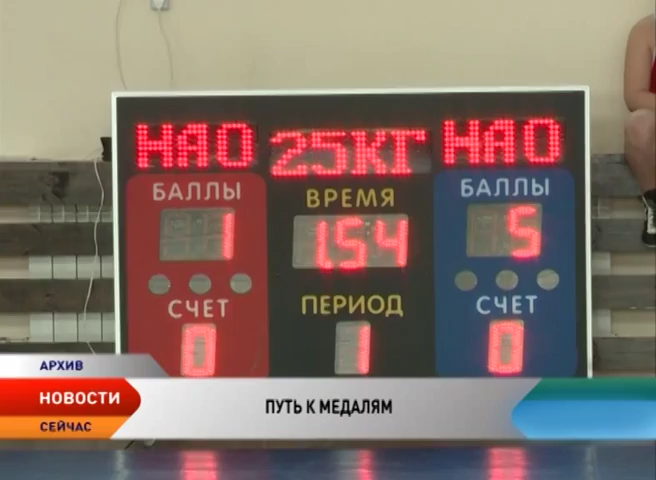 НАО 25КГ НАО
БАЛЛЫ ВРЕМЯ БАЛЛЫ
1 1.54 5
СЧЕТ ПЕРИОД СЧЕТ
0 1 0
АРХИВ
НОВОСТИ
СЕЙЧАС
ПУТЬ К МЕДАЛЯМ